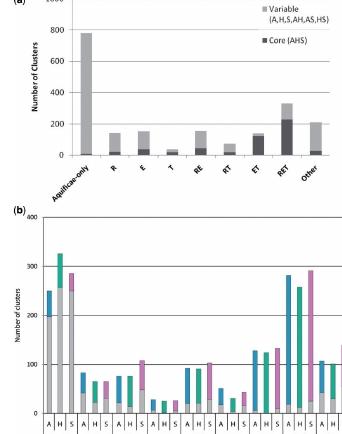 (a)
1000
Variable
(A,H,S,AH,AS,HS)
Core (AHS)
800
600
400
200
0
Number of Clusters
Aquificae-only R E T RE RT ET RET Other
(b)
400
300
200
100
0
Number of clusters
A H S A H S A H S A H S A H S A H S A H S A H S A H